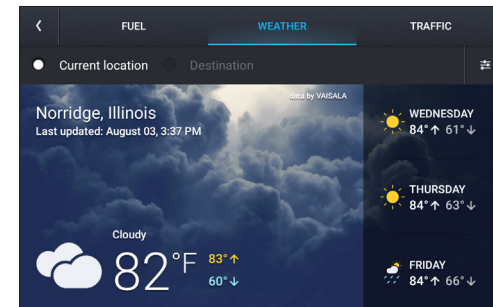 FUEL
WEATHER
TRAFFIC
Current location
Destination
data by VAISALA
Norridge, Illinois
Last updated: August 03, 3:37 PM
Cloudy
82°F
83°↑
60°↓
WEDNESDAY
84°↑ 61°↓
THURSDAY
84°↑ 63°↓
FRIDAY
84°↑ 66°↓